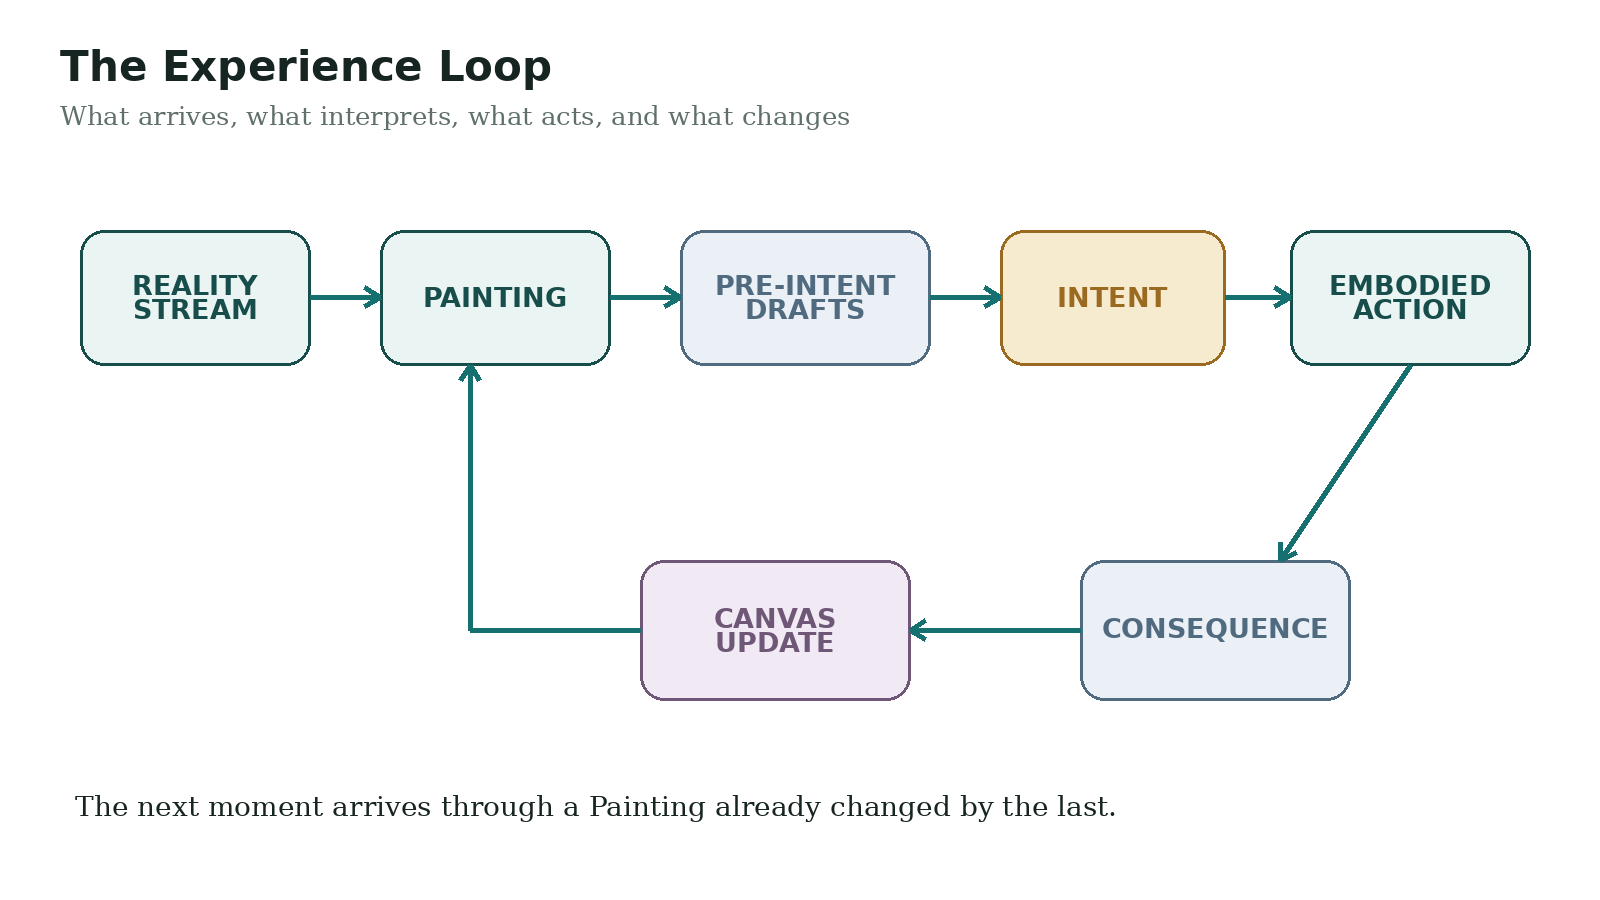 The Experience Loop
What arrives, what interprets, what acts, and what changes
REALITY
STREAM
PAINTING
PRE-INTENT
DRAFTS
INTENT
EMBODIED
ACTION
CANVAS
UPDATE
CONSEQUENCE
The next moment arrives through a Painting already changed by the last.